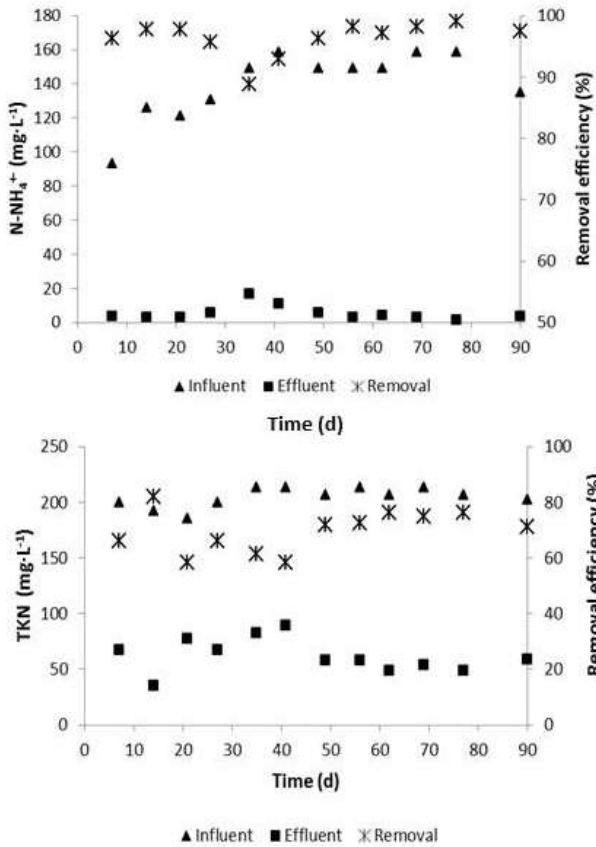 180
160
140
120
100
80
60
40
20
0
N-NH₄⁺ (mg·L⁻¹)
100
90
80
70
60
50
Removal efficiency (%)
0 10 20 30 40 50 60 70 80 90
▲ Influent ■ Effluent Removal
Time (d)
250
200
150
100
50
0
TKN (mg·L⁻¹)
100
80
60
40
20
0
Removal efficiency (%)
0 10 20 30 40 50 60 70 80 90
Time (d)
▲ Influent ■ Effluent Removal